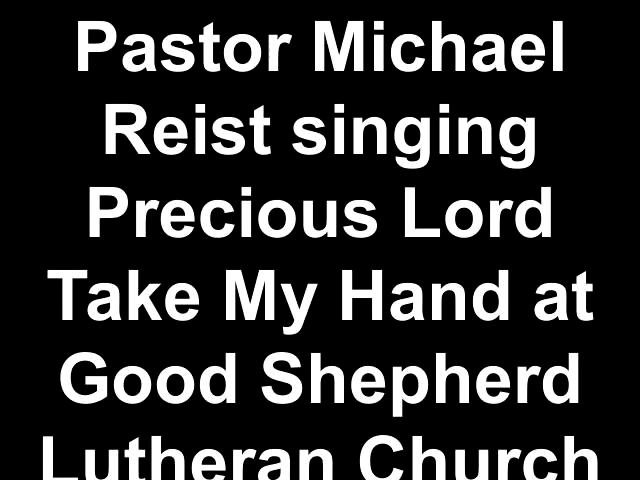 Pastor Michael
Reist singing
Precious Lord
Take My Hand at
Good Shepherd
Lutheran Church